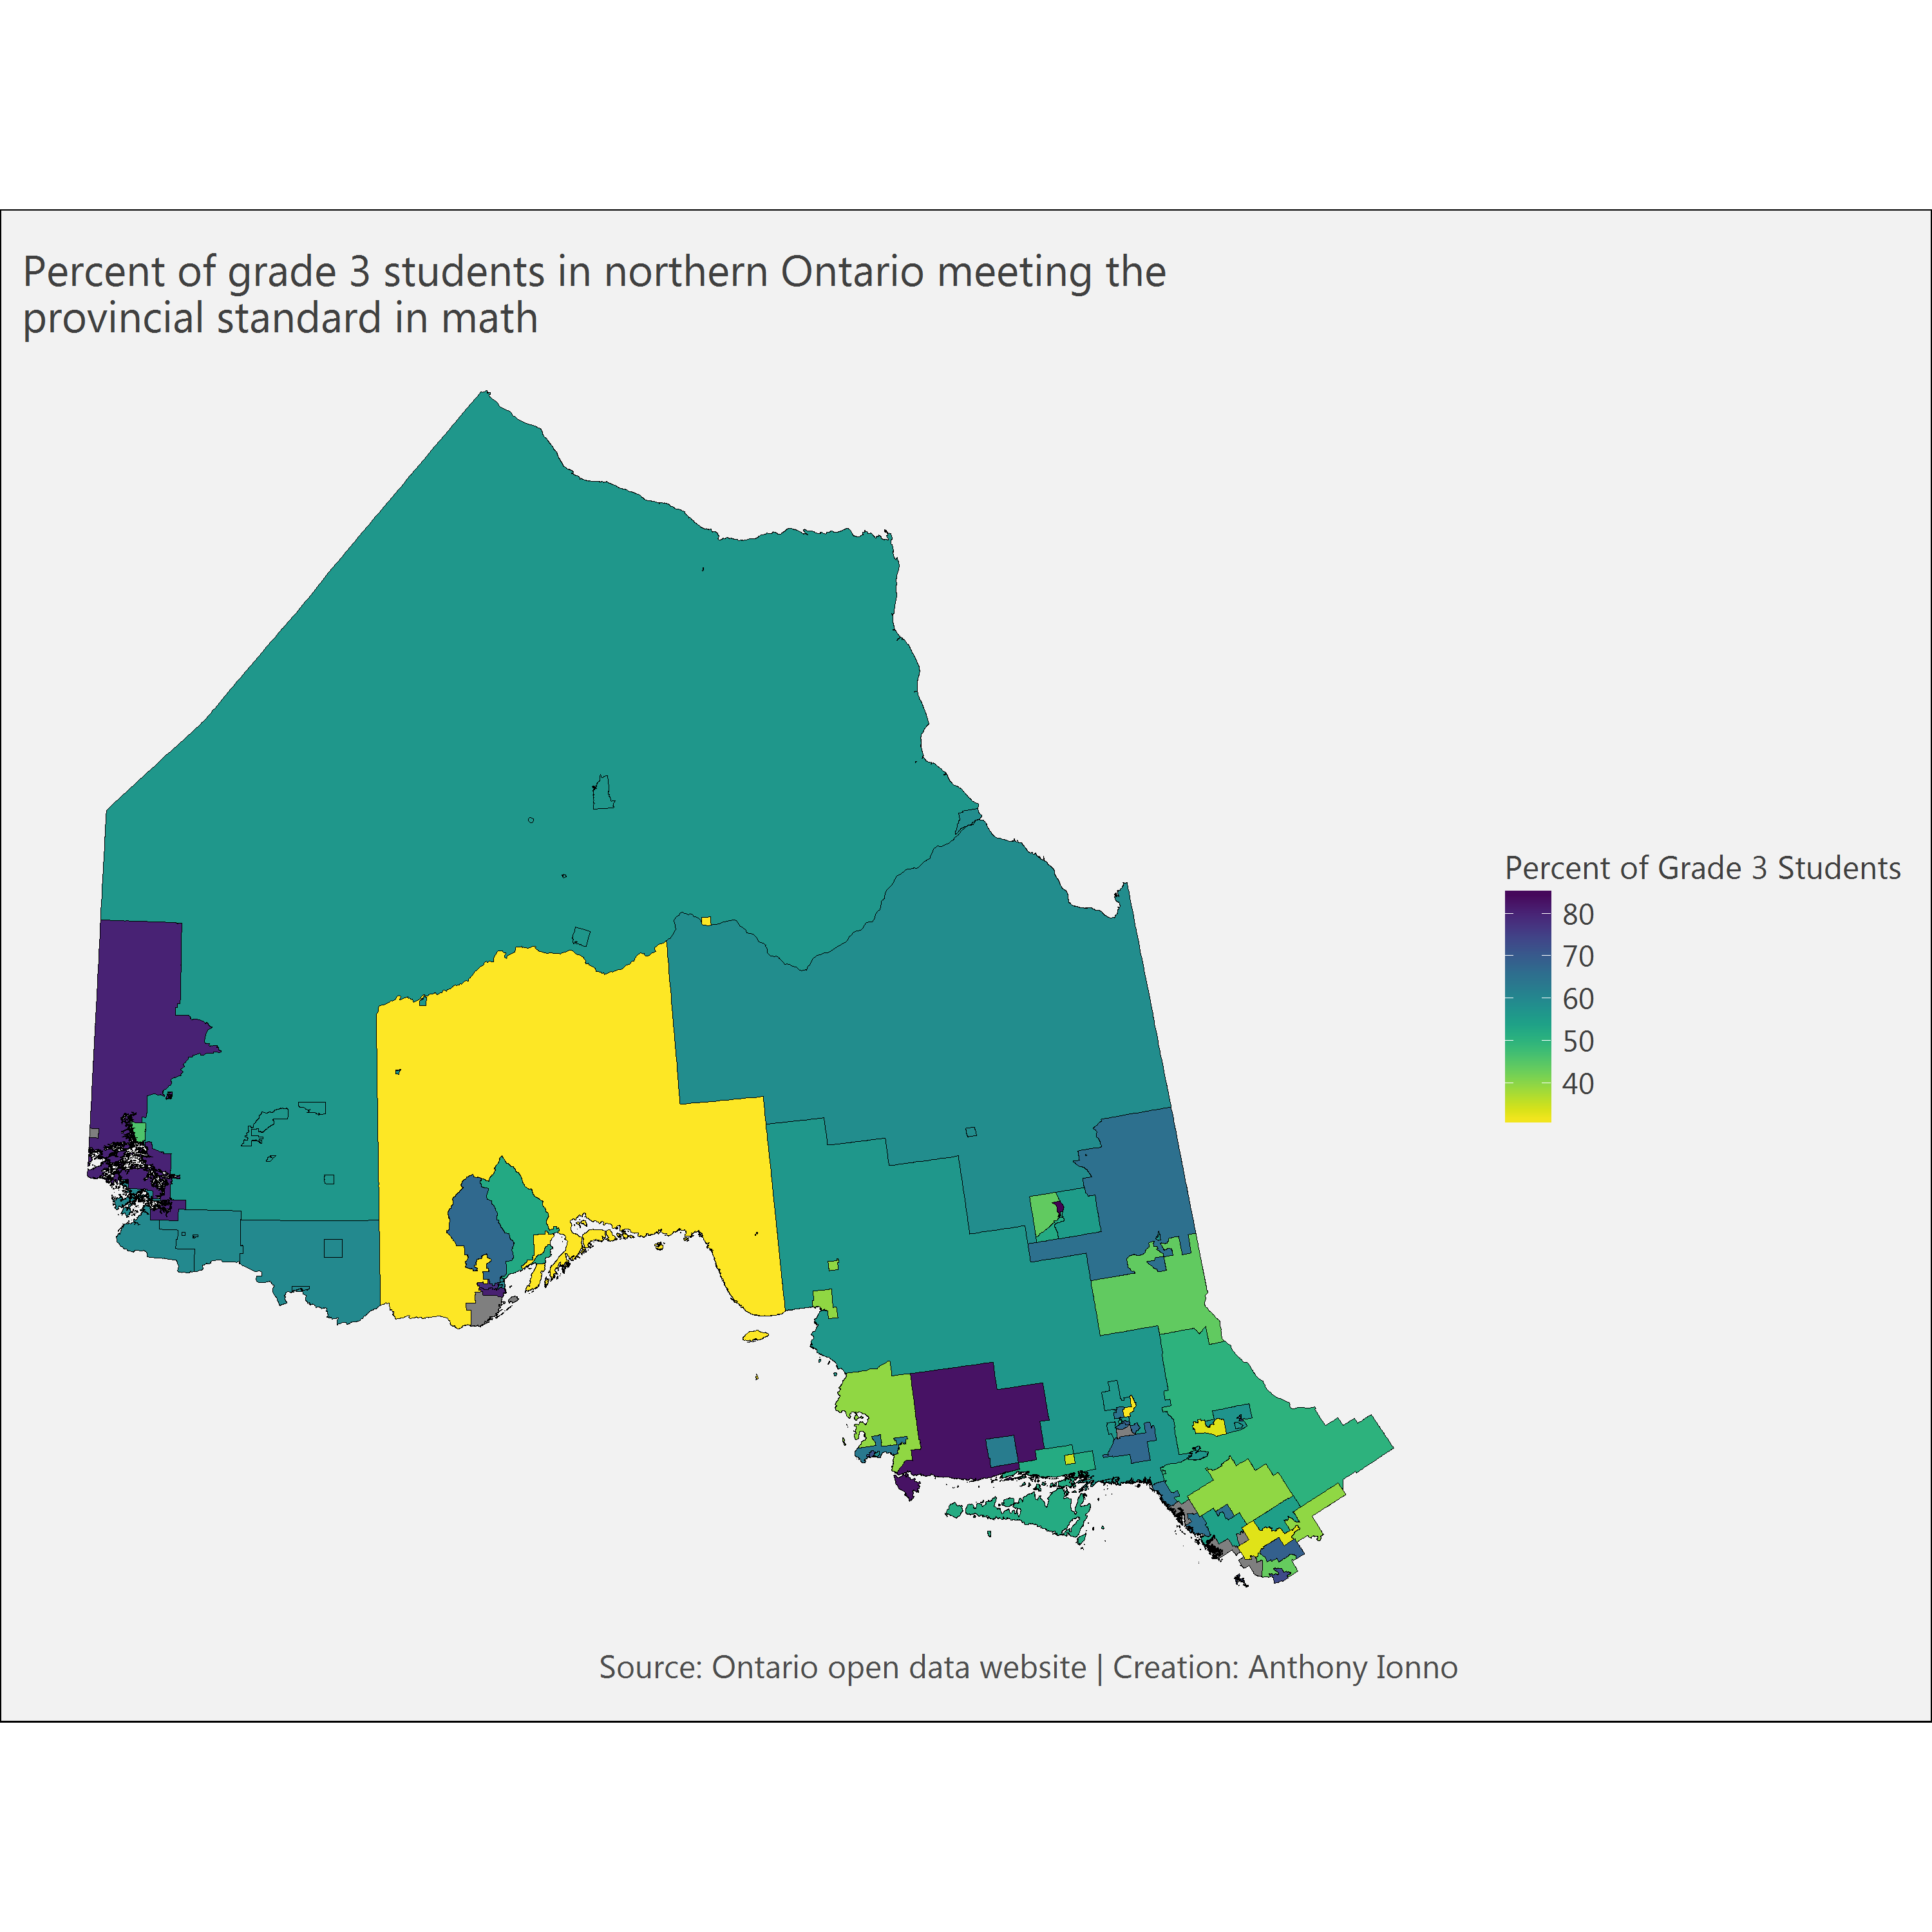 Percent of grade 3 students in northern Ontario meeting the
provincial standard in math
Percent of Grade 3 Students
80
70
60
50
40
Source: Ontario open data website | Creation: Anthony Ionno